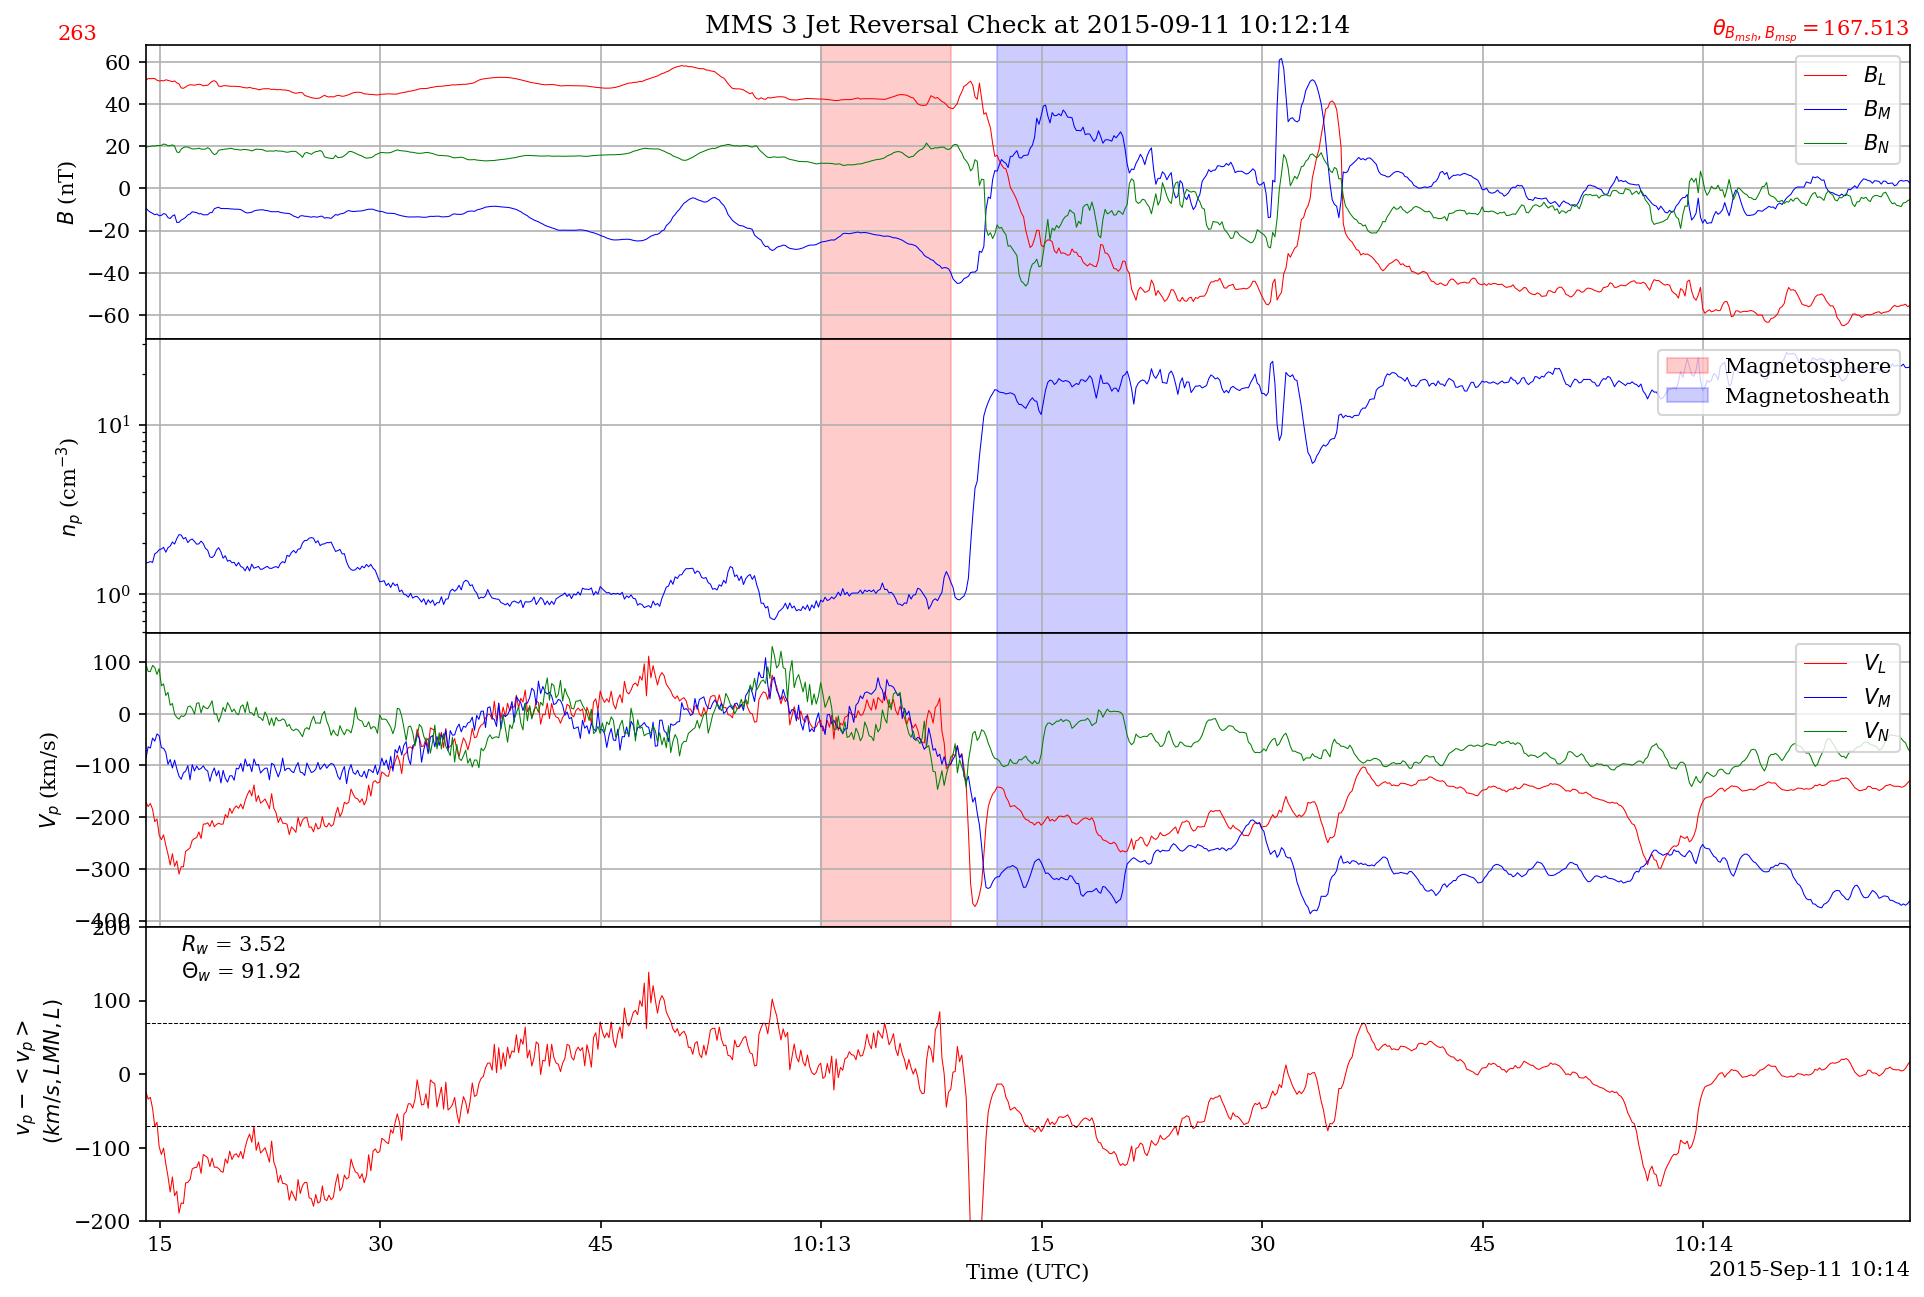 MMS 3 Jet Reversal Check at 2015-09-11 10:12:14
263
θ_{B_{msh}, B_{msp}} = 167.513
60
40
20
0
−20
−40
−60
B (nT)
B_L
B_M
B_N
10^1
10^0
n_p (cm^{−3})
Magnetosphere
Magnetosheath
100
0
−100
−200
−300
−400
V_p (km/s)
V_L
V_M
V_N
200
100
0
−100
−200
v_p − < v_p >
(km/s, LMN, L)
R_w = 3.52
Θ_w = 91.92
15 30 45 10:13 15 30 45 10:14
Time (UTC)
2015-Sep-11 10:14